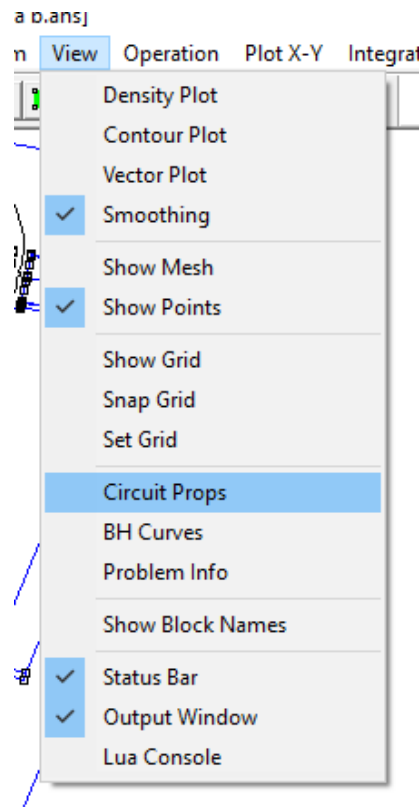 a b.ans]
m View Operation Plot X-Y Integrat
Density Plot
Contour Plot
Vector Plot
Smoothing
Show Mesh
Show Points
Show Grid
Snap Grid
Set Grid
Circuit Props
BH Curves
Problem Info
Show Block Names
Status Bar
Output Window
Lua Console